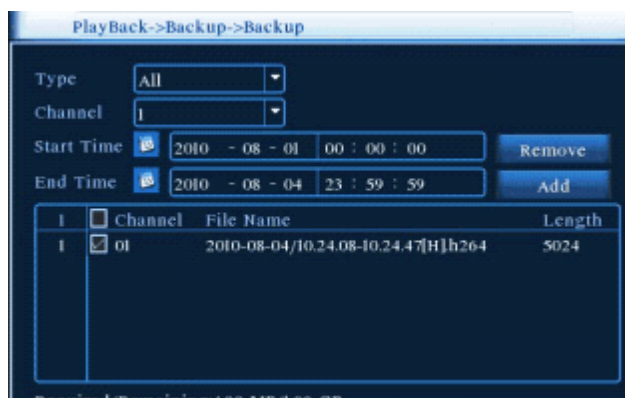 PlayBack->Backup->Backup
Type All
Channel 1
Start Time 2010 - 08 - 01 00 : 00 : 00 Remove
End Time 2010 - 08 - 04 23 : 59 : 59 Add
1 Channel File Name Length
1 01 2010-08-04/10.24.08-10.24.47[H].h264 5024